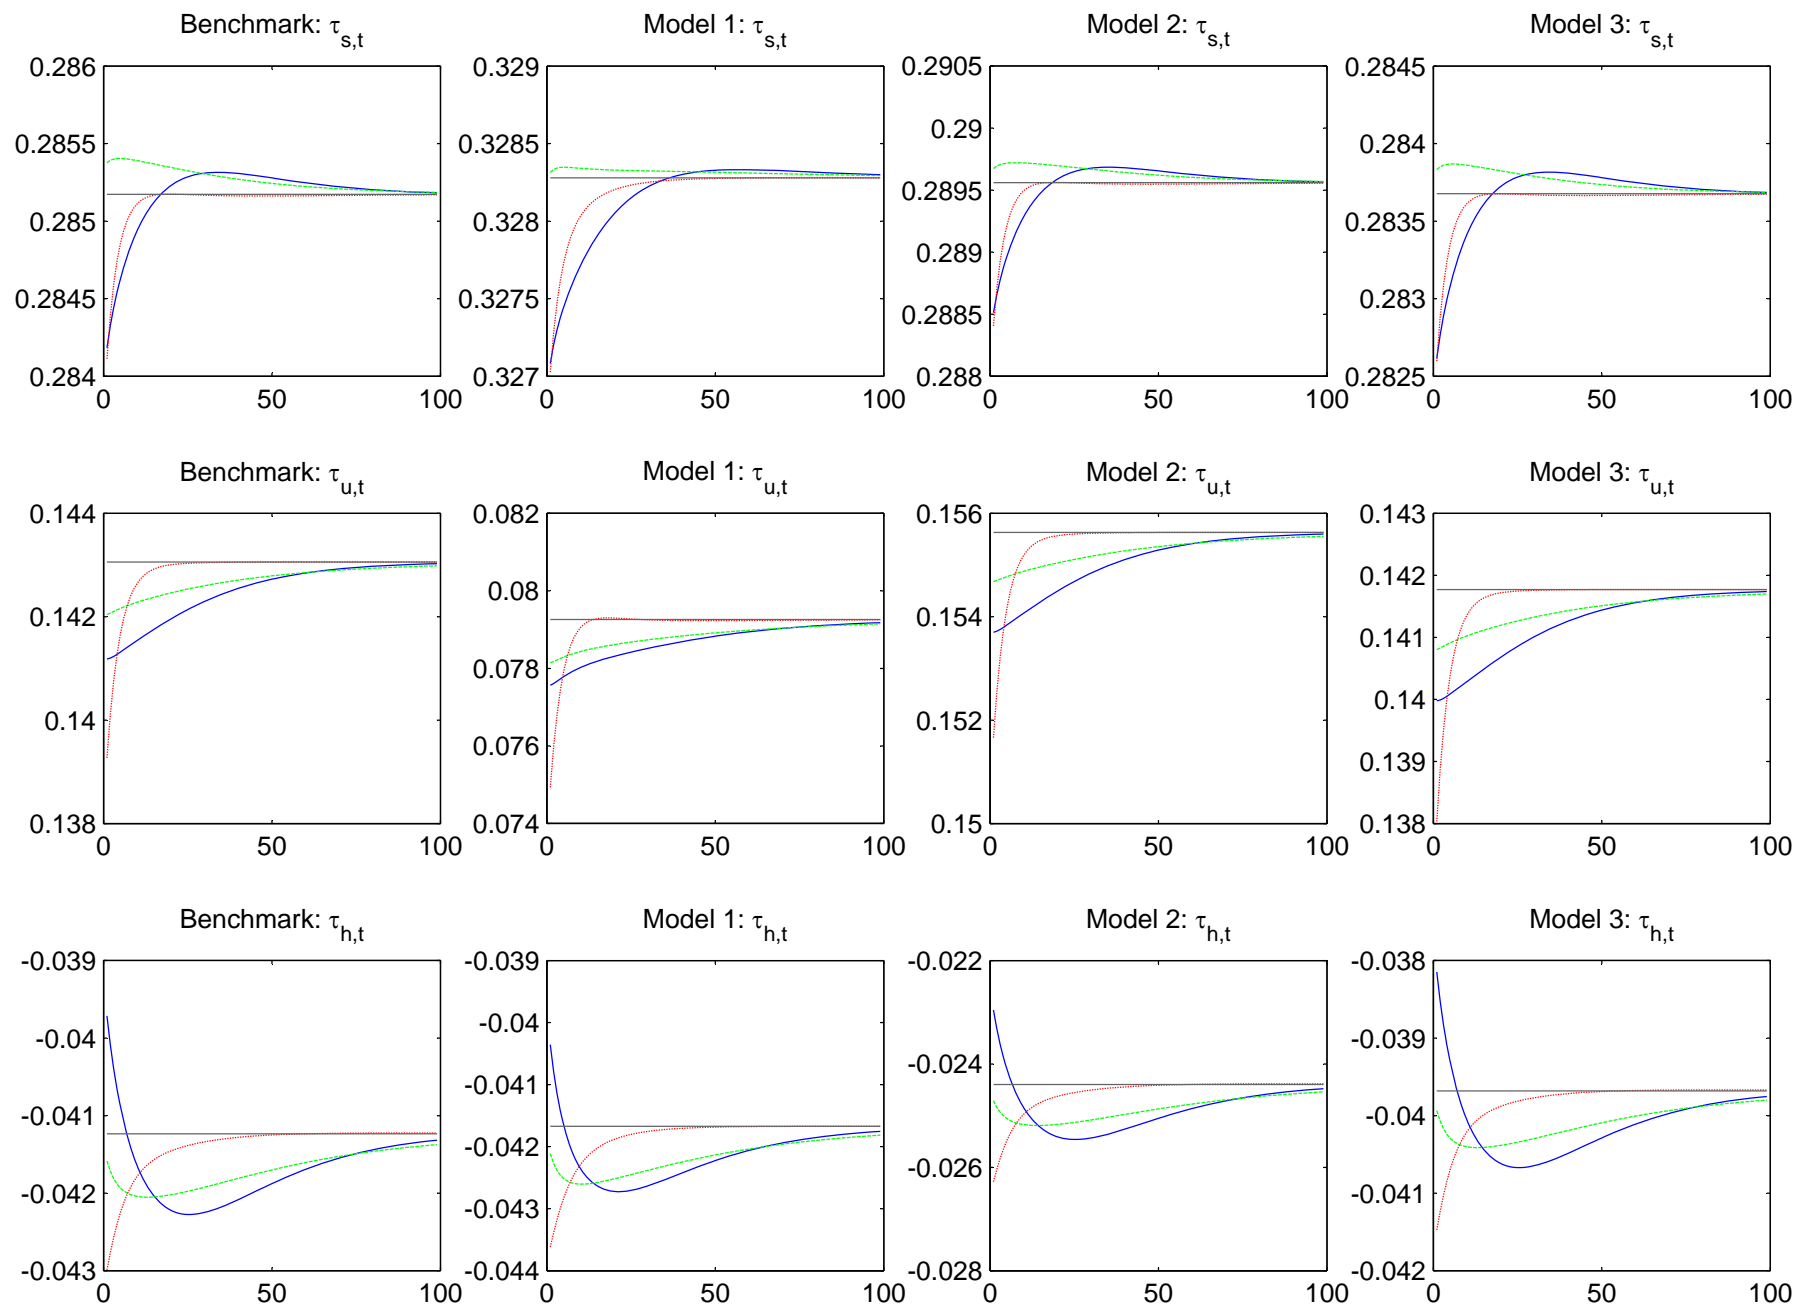 Benchmark: τs,t
Model 1: τs,t
Model 2: τs,t
Model 3: τs,t
0.286
0.2855
0.285
0.2845
0.284
0 50 100
0.329
0.3285
0.328
0.3275
0.327
0 50 100
0.2905
0.29
0.2895
0.289
0.2885
0.288
0 50 100
0.2845
0.284
0.2835
0.283
0.2825
0 50 100
Benchmark: τu,t
Model 1: τu,t
Model 2: τu,t
Model 3: τu,t
0.144
0.142
0.14
0.138
0 50 100
0.082
0.08
0.078
0.076
0.074
0 50 100
0.156
0.154
0.152
0.15
0 50 100
0.143
0.142
0.141
0.14
0.139
0.138
0 50 100
Benchmark: τh,t
Model 1: τh,t
Model 2: τh,t
Model 3: τh,t
-0.039
-0.04
-0.041
-0.042
-0.043
0 50 100
-0.039
-0.04
-0.041
-0.042
-0.043
-0.044
0 50 100
-0.022
-0.024
-0.026
-0.028
0 50 100
-0.038
-0.039
-0.04
-0.041
-0.042
0 50 100